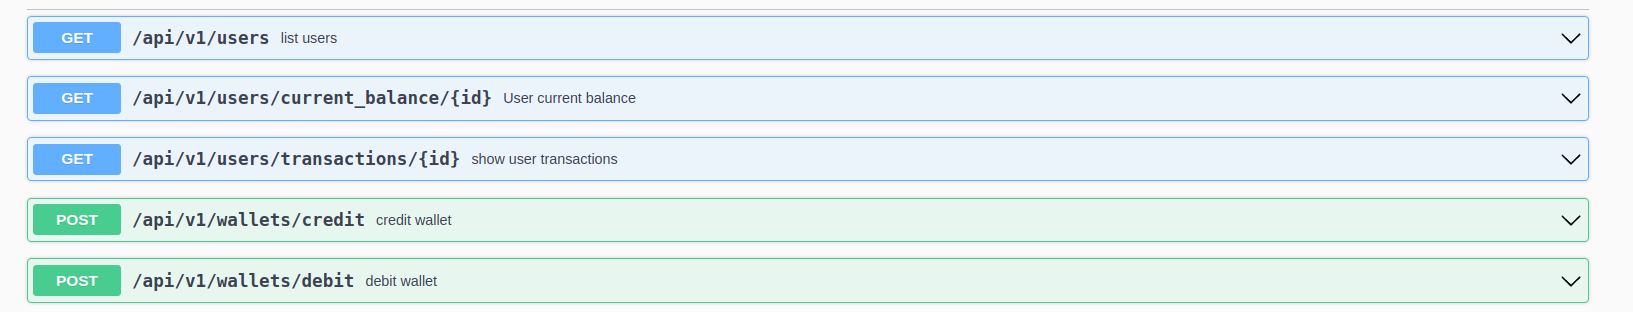 GET /api/v1/users list users
GET /api/v1/users/current_balance/{id} User current balance
GET /api/v1/users/transactions/{id} show user transactions
POST /api/v1/wallets/credit credit wallet
POST /api/v1/wallets/debit debit wallet